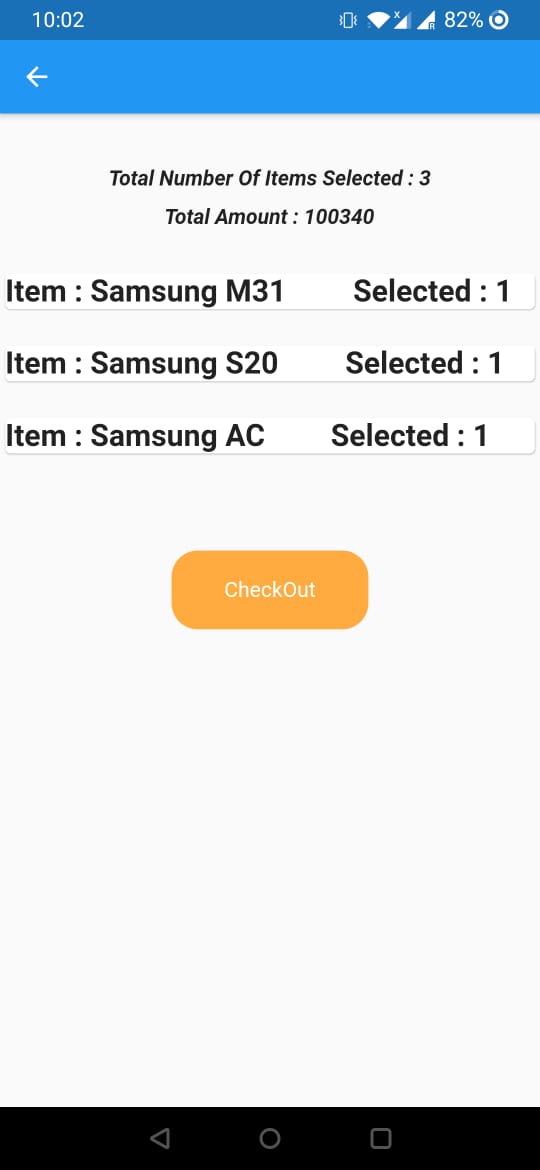 10:02 82%
Total Number Of Items Selected : 3
Total Amount : 100340
Item : Samsung M31 Selected : 1
Item : Samsung S20 Selected : 1
Item : Samsung AC Selected : 1
CheckOut